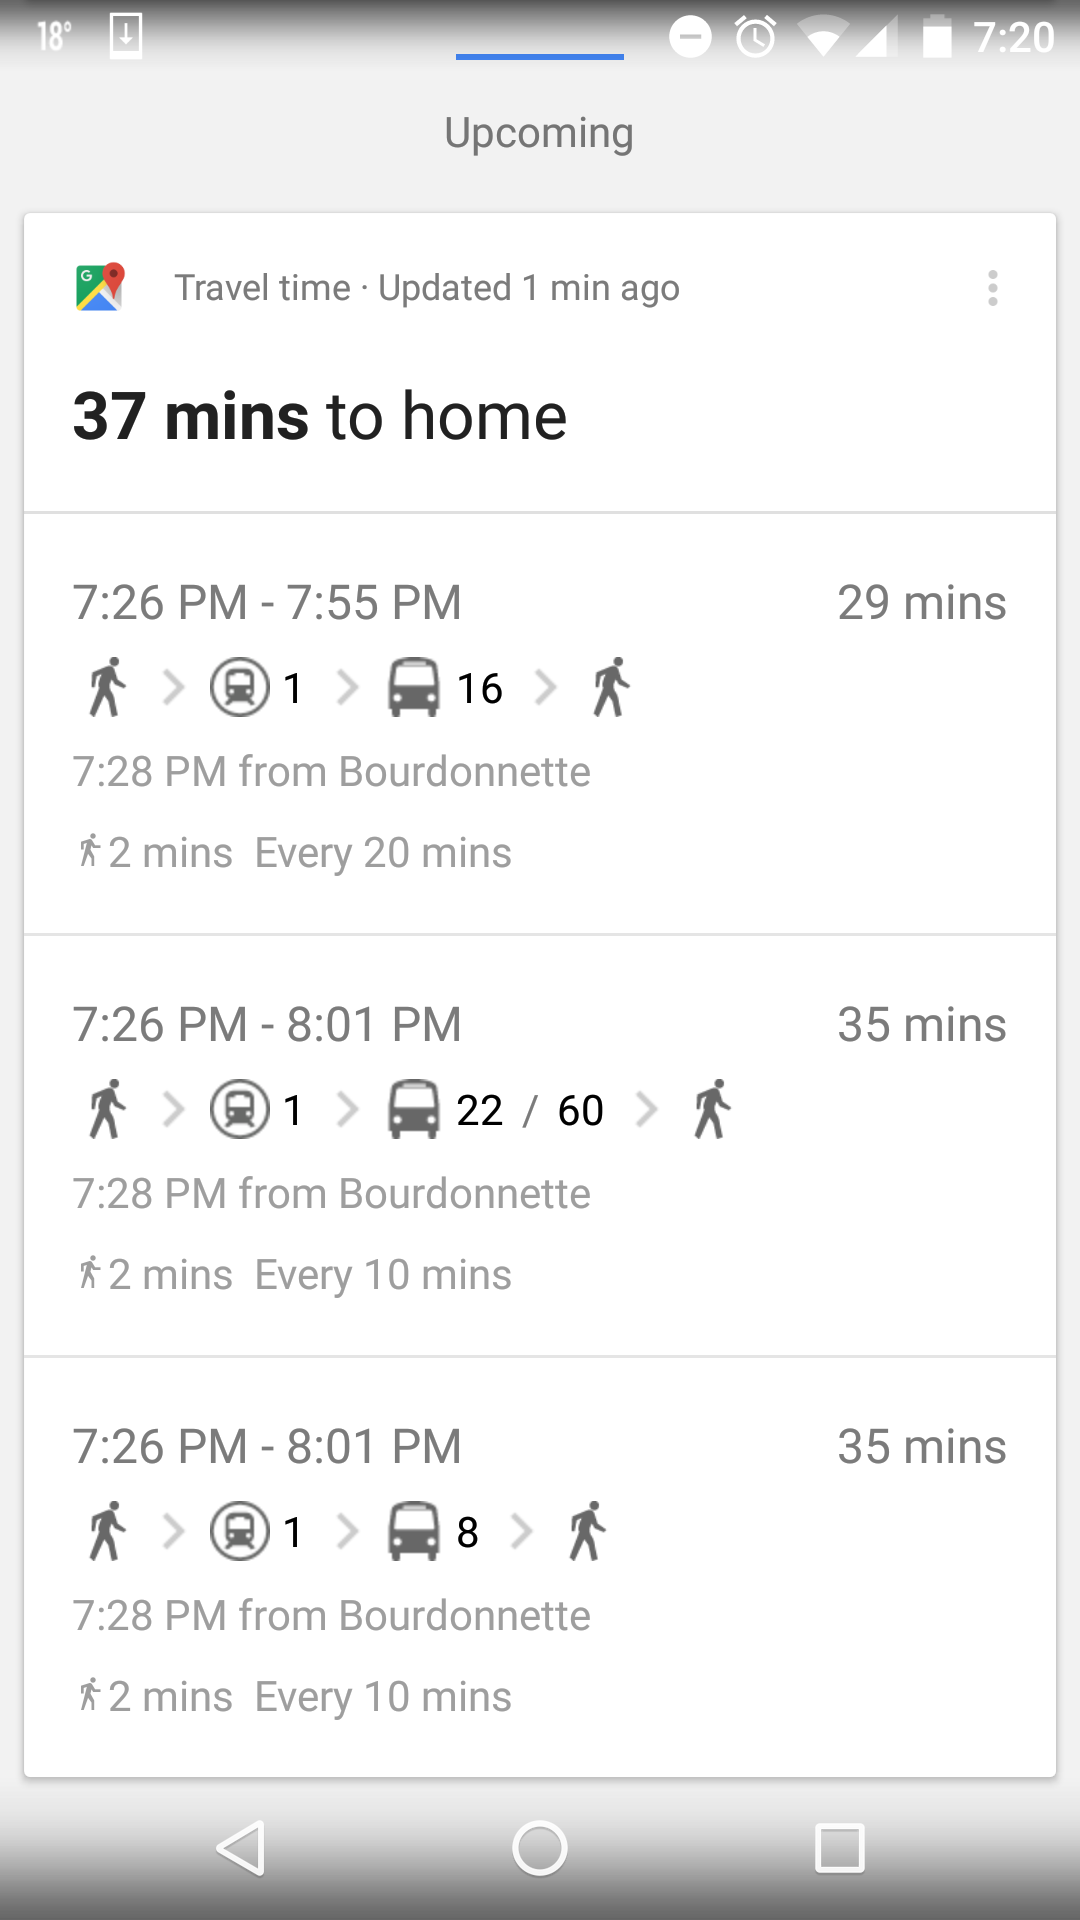 18° 7:20
Upcoming
Travel time · Updated 1 min ago
37 mins to home
7:26 PM - 7:55 PM 29 mins
1 16
7:28 PM from Bourdonnette
2 mins Every 20 mins
7:26 PM - 8:01 PM 35 mins
1 22 / 60
7:28 PM from Bourdonnette
2 mins Every 10 mins
7:26 PM - 8:01 PM 35 mins
1 8
7:28 PM from Bourdonnette
2 mins Every 10 mins